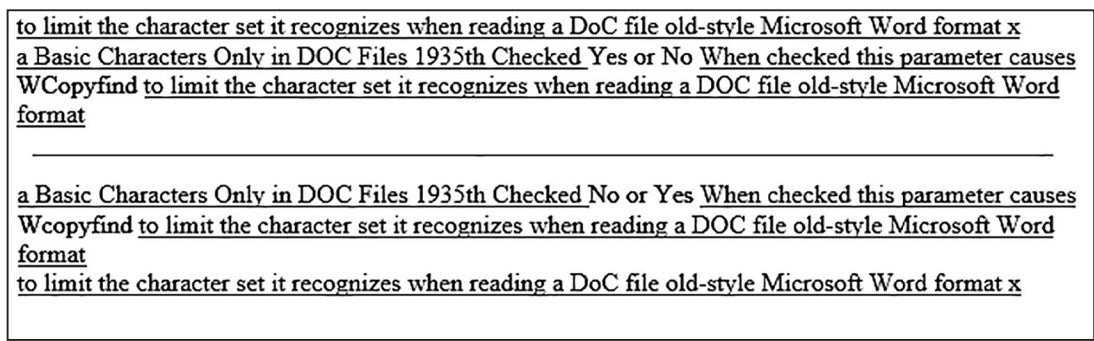 to limit the character set it recognizes when reading a DoC file old-style Microsoft Word format x
a Basic Characters Only in DOC Files 1935th Checked Yes or No When checked this parameter causes
WCopyfind to limit the character set it recognizes when reading a DOC file old-style Microsoft Word
format
a Basic Characters Only in DOC Files 1935th Checked No or Yes When checked this parameter causes
Wcopyfind to limit the character set it recognizes when reading a DOC file old-style Microsoft Word
format
to limit the character set it recognizes when reading a DoC file old-style Microsoft Word format x